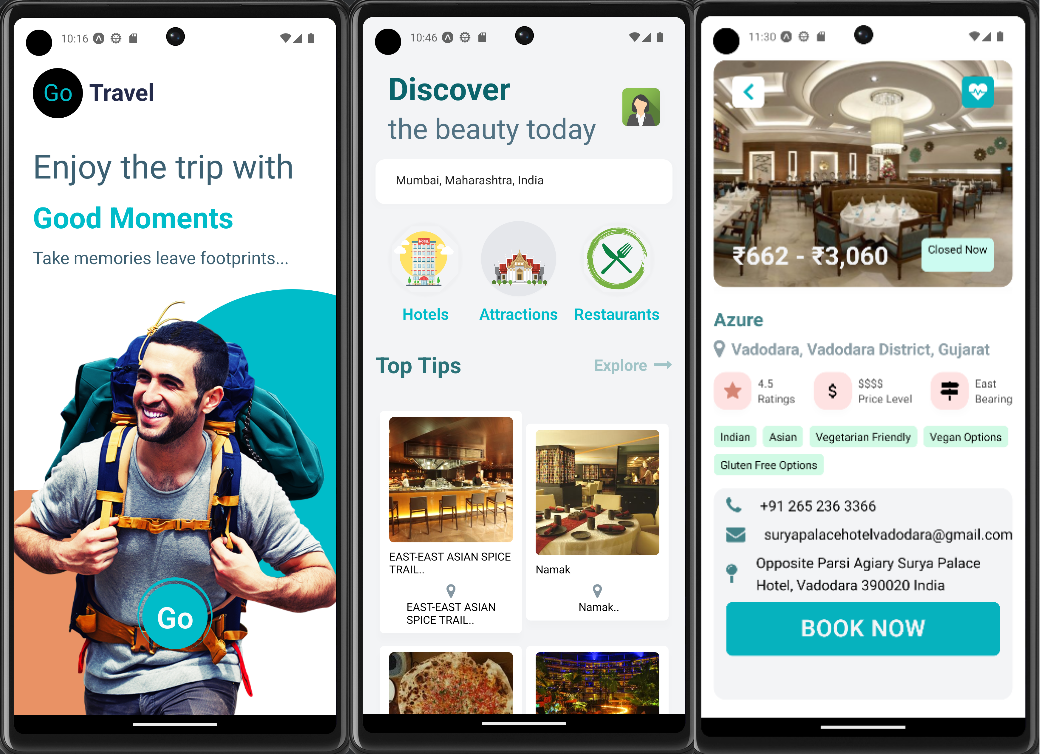 10:16
Go Travel
Enjoy the trip with
Good Moments
Take memories leave footprints...
Go
10:46
Discover
the beauty today
Mumbai, Maharashtra, India
Hotels Attractions Restaurants
Top Tips Explore
EAST-EAST ASIAN SPICE
TRAIL..
EAST-EAST ASIAN
SPICE TRAIL..
Namak
Namak..
11:30
₹662 - ₹3,060
Closed Now
Azure
Vadodara, Vadodara District, Gujarat
4.5
Ratings
$
$$$$
Price Level
East
Bearing
Indian Asian Vegetarian Friendly Vegan Options
Gluten Free Options
+91 265 236 3366
suryapalacehotelvadodara@gmail.com
Opposite Parsi Agiary Surya Palace
Hotel, Vadodara 390020 India
BOOK NOW